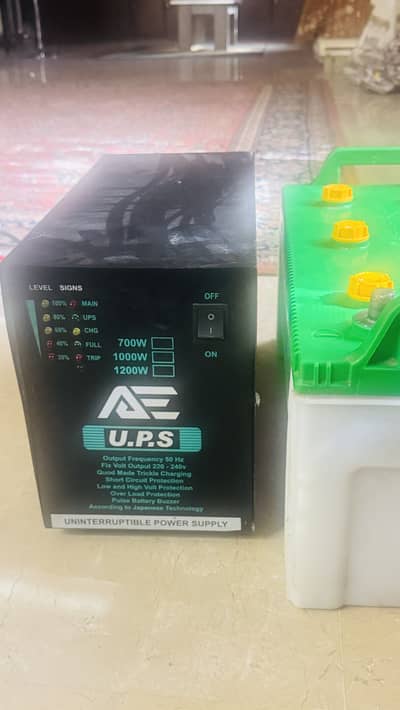 LEVEL SIGNS
100% MAIN
80% UPS
60% CHG
40% FULL
20% TRIP
OFF
O
I
ON
700W
1000W
1200W
AE
U.P.S
Output Frequency 50 Hz
Fix Volt Output 220 - 240v
Quod Made Trickle Charging
Short Circuit Protection
Low and High Volt Protection
Over Load Protection
Pulse Battery Buzzer
According to Japanese Technology
UNINTERRUPTIBLE POWER SUPPLY